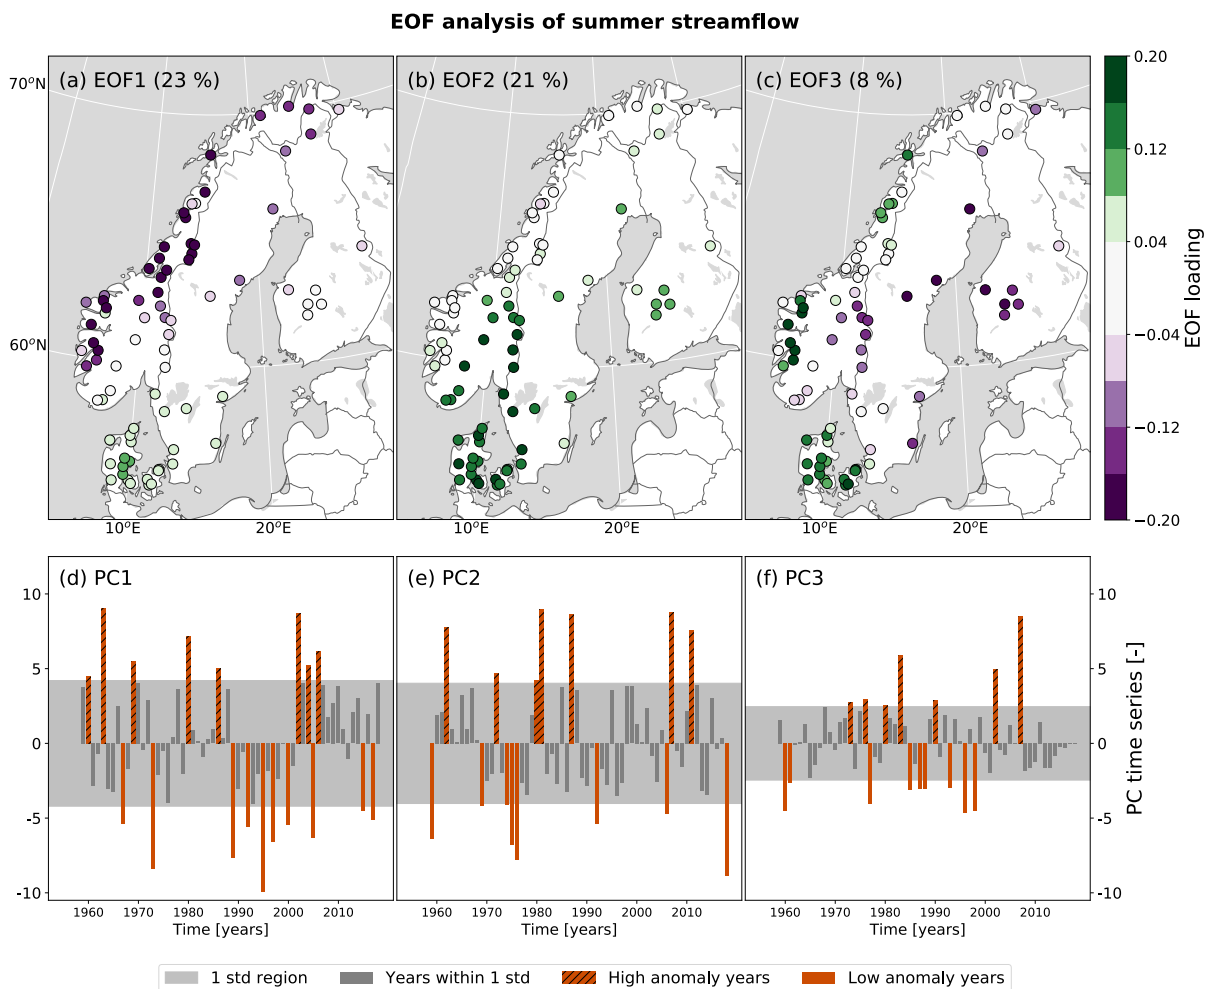 EOF analysis of summer streamflow
(a) EOF1 (23 %)
(b) EOF2 (21 %)
(c) EOF3 (8 %)
70°N
60°N
10°E
20°E
10°E
20°E
10°E
20°E
0.20
0.12
0.04
−0.04
−0.12
−0.20
EOF loading
(d) PC1
(e) PC2
(f) PC3
10
5
0
-5
-10
10
5
0
-5
-10
PC time series [-]
1960
1970
1980
1990
2000
2010
1960
1970
1980
1990
2000
2010
1960
1970
1980
1990
2000
2010
Time [years]
Time [years]
Time [years]
1 std region
Years within 1 std
High anomaly years
Low anomaly years